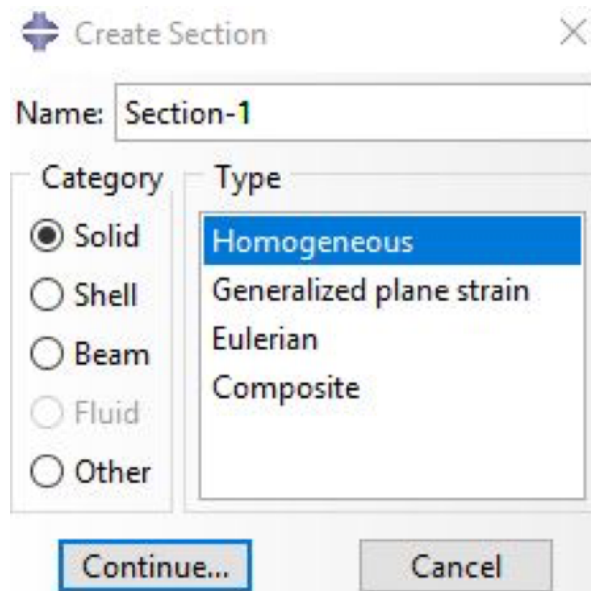 Create Section
Name: Section-1
Category
Solid
Shell
Beam
Fluid
Other
Type
Homogeneous
Generalized plane strain
Eulerian
Composite
Continue... Cancel